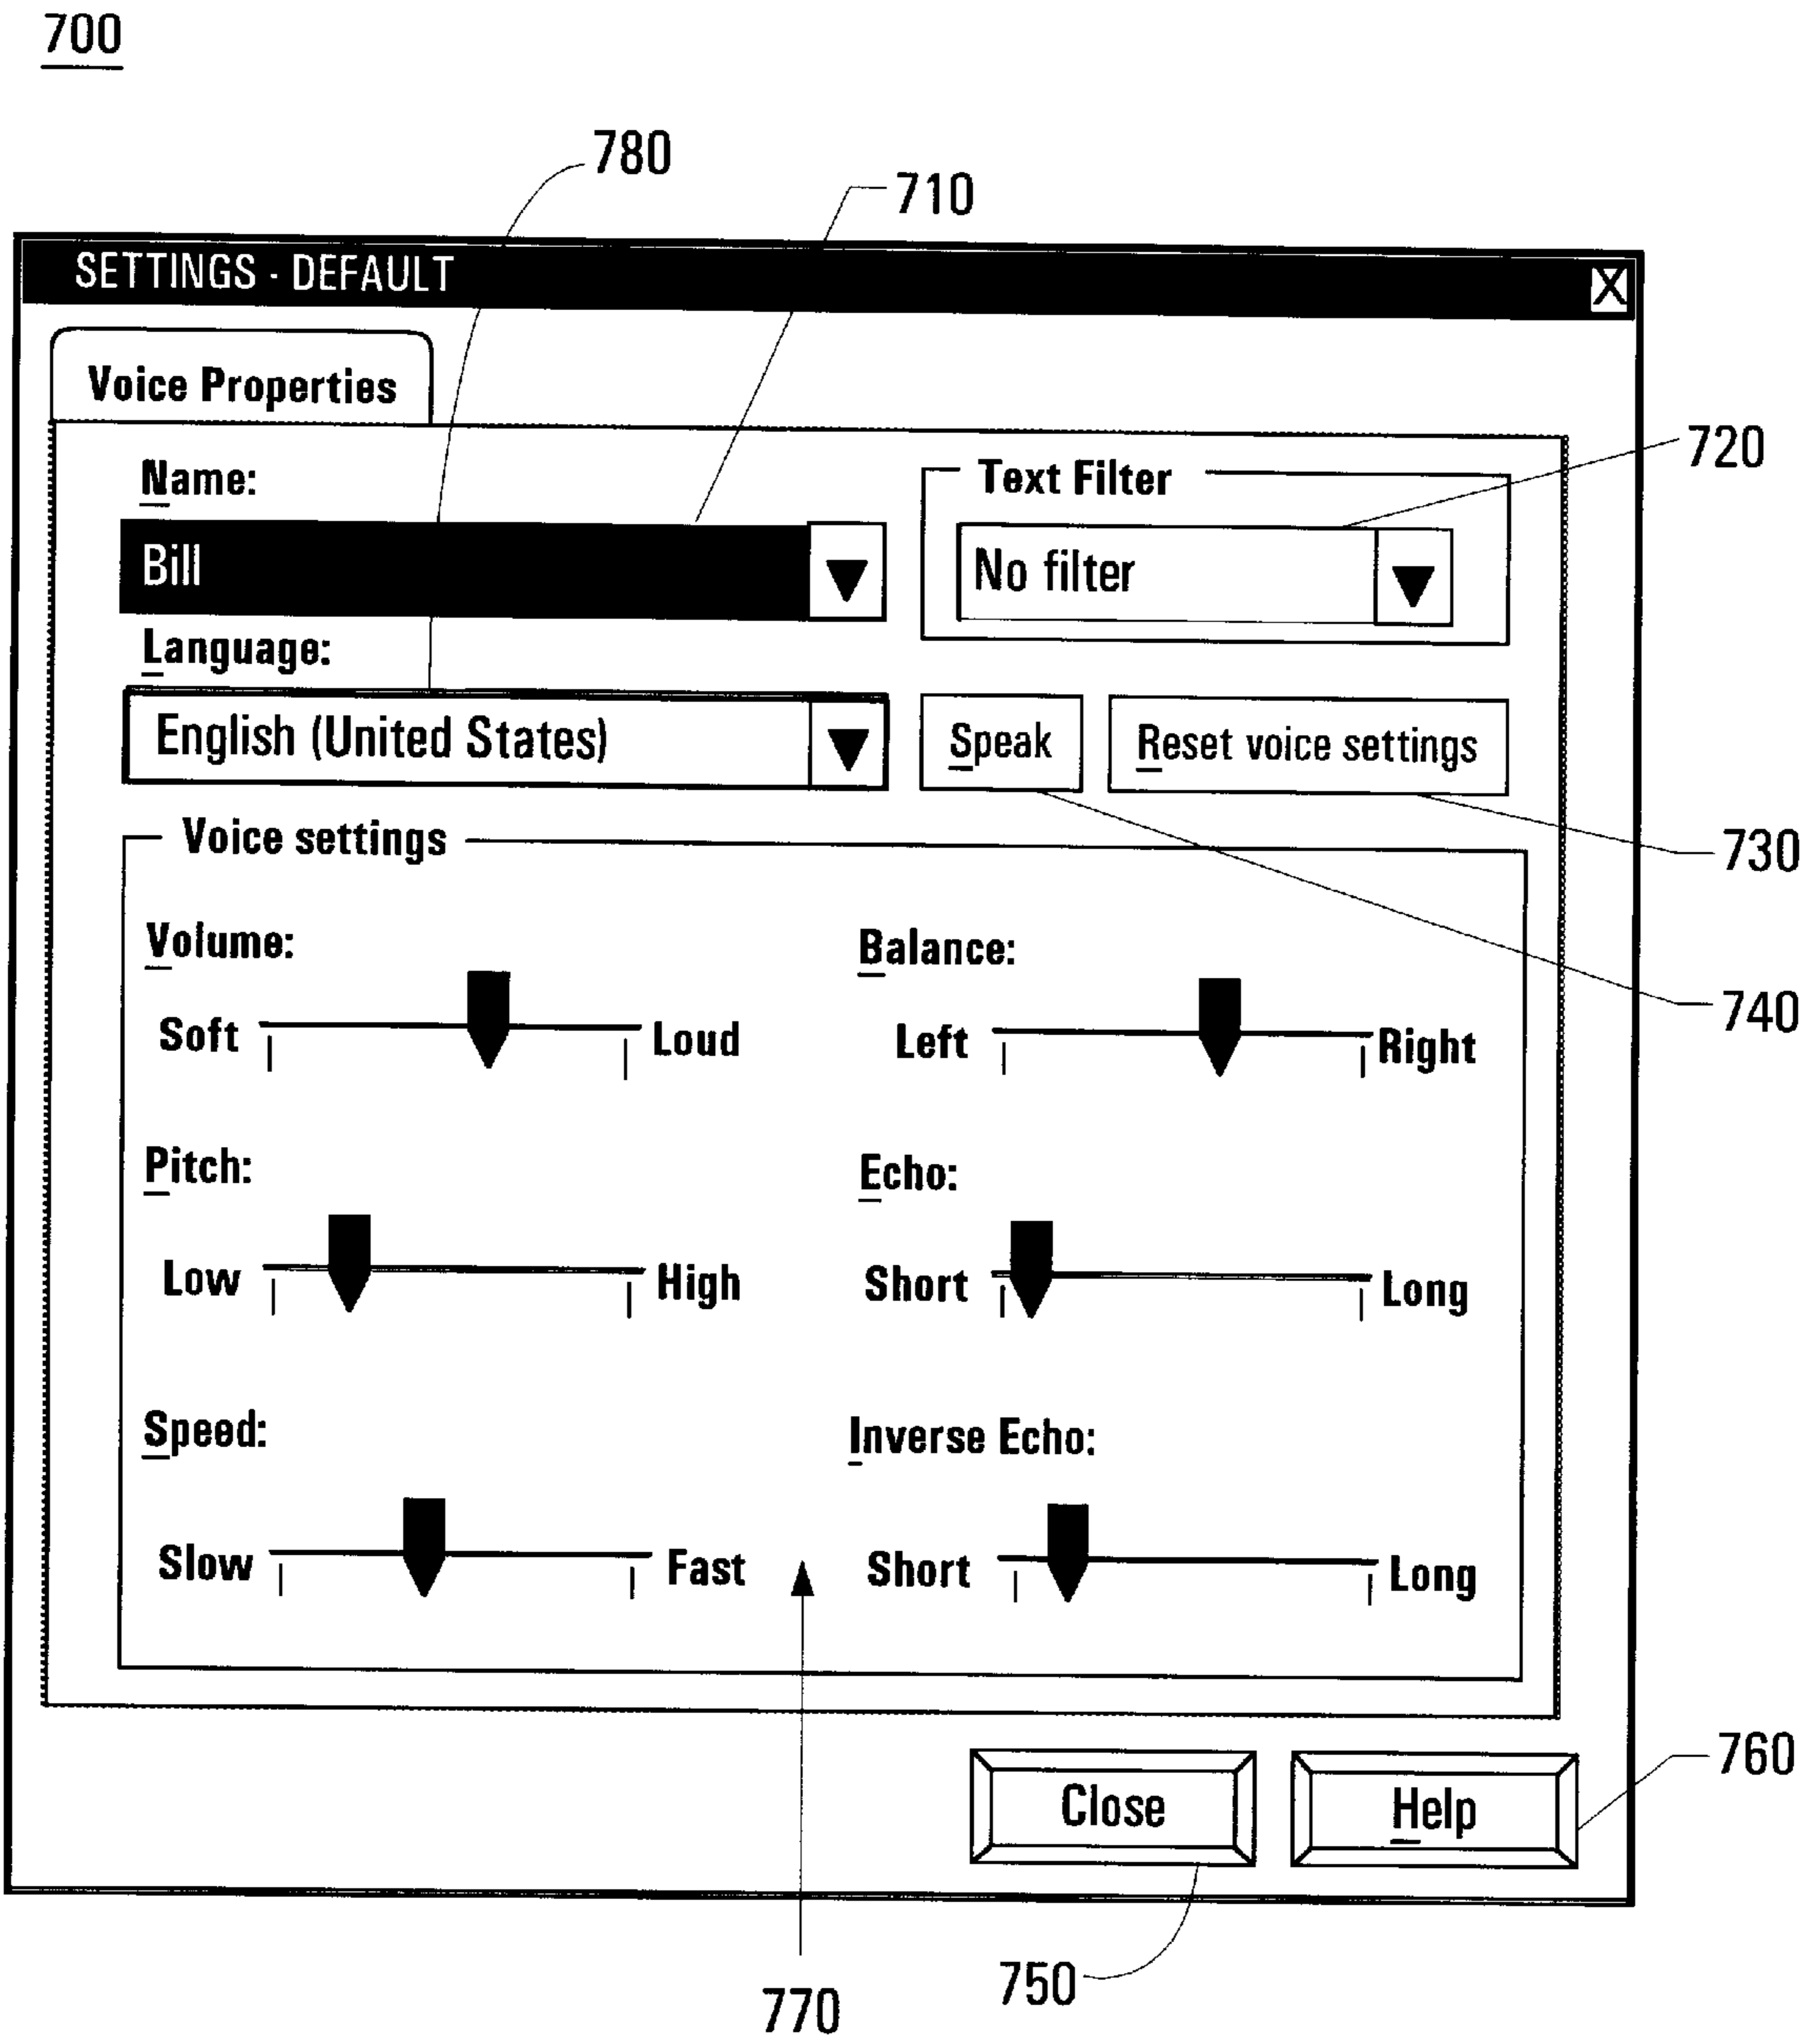 700
780
710
SETTINGS - DEFAULT
X
Voice Properties
720
Name:
Text Filter
Bill
No filter
Language:
English (United States)
Speak
Reset voice settings
730
Voice settings
Volume:
Balance:
740
Soft
Loud
Left
Right
Pitch:
Echo:
Low
High
Short
Long
Speed:
Inverse Echo:
Slow
Fast
Short
Long
760
Close
Help
750
770